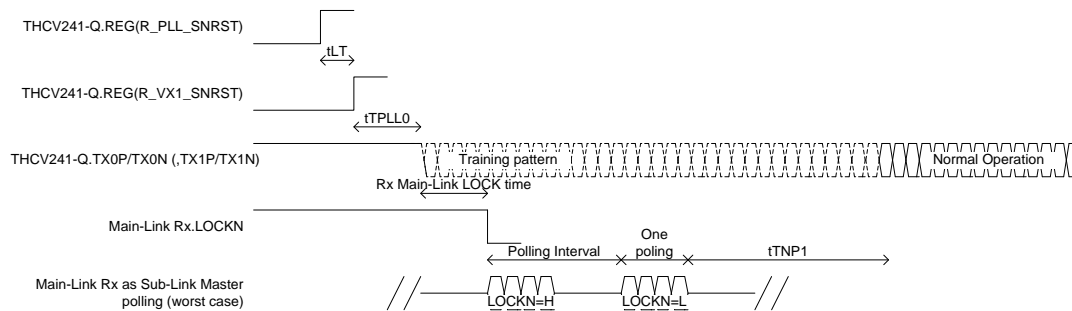 THCV241-Q.REG(R_PLL_SNRST)
tLT
THCV241-Q.REG(R_VX1_SNRST)
tTPLL0
THCV241-Q.TX0P/TX0N (,TX1P/TX1N)
Training pattern
Normal Operation
Rx Main-Link LOCK time
Main-Link Rx.LOCKN
Polling Interval
One
poling
tTNP1
Main-Link Rx as Sub-Link Master
polling (worst case)
LOCKN=H
LOCKN=L